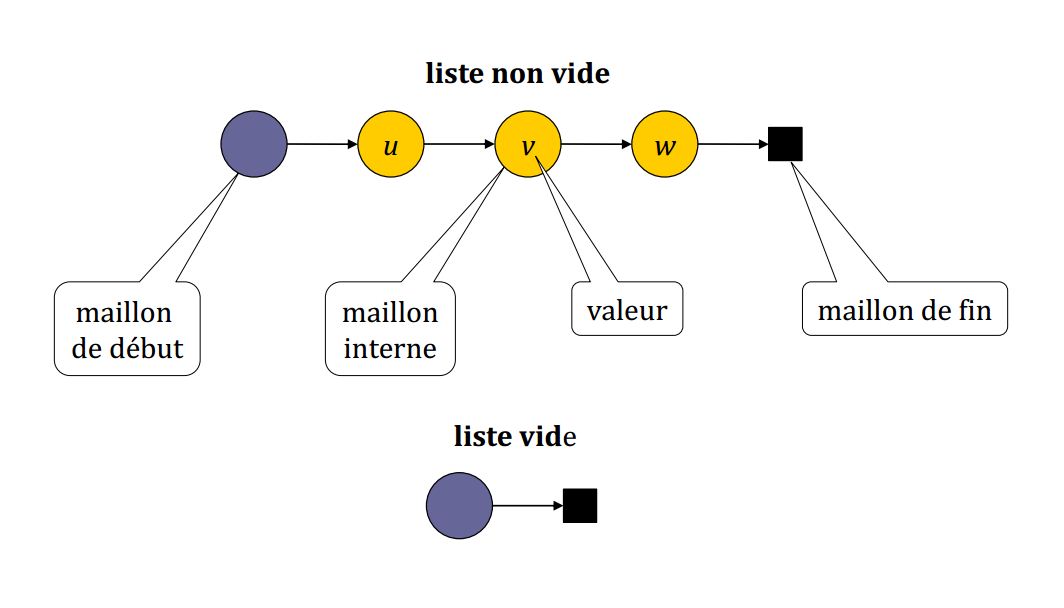 liste non vide
u
v
w
maillon
de début
maillon
interne
valeur
maillon de fin
liste vide